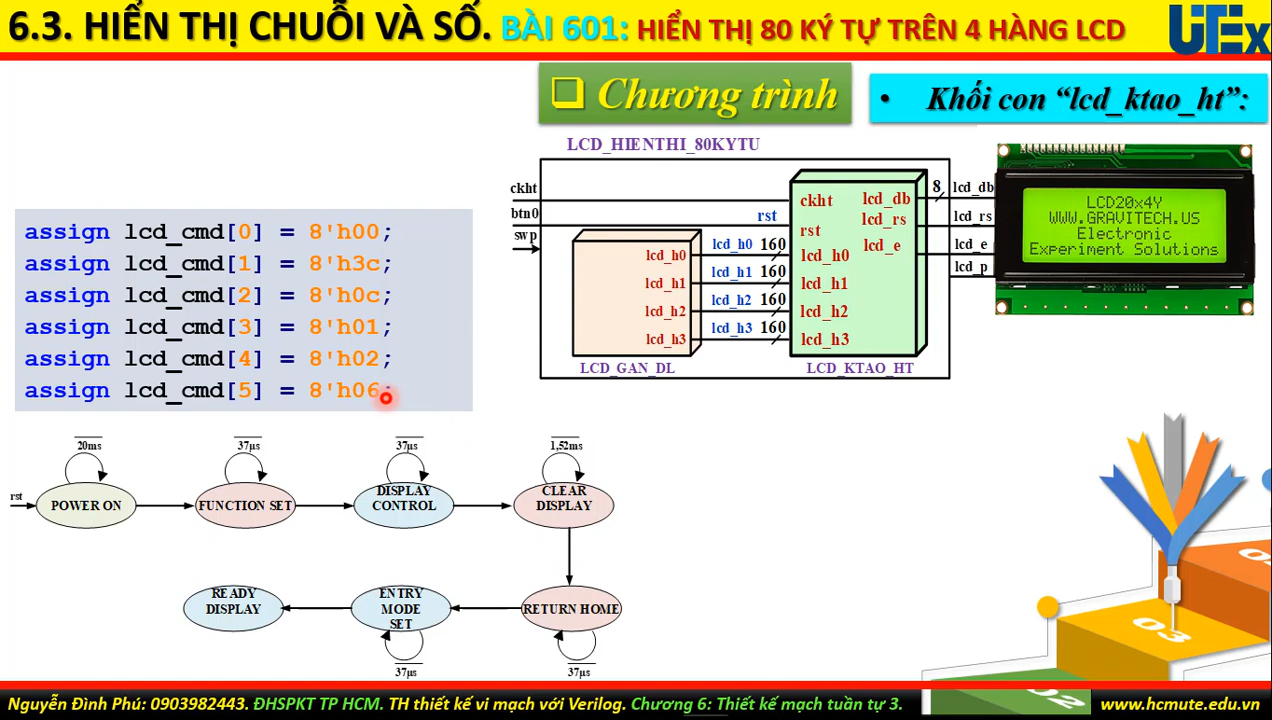 6.3. HIỂN THỊ CHUỖI VÀ SỐ. BÀI 601: HIỂN THỊ 80 KÝ TỰ TRÊN 4 HÀNG LCD
UTEx
❑ Chương trình
• Khối con “lcd_ktao_ht”:
assign lcd_cmd[0] = 8'h00;
assign lcd_cmd[1] = 8'h3c;
assign lcd_cmd[2] = 8'h0c;
assign lcd_cmd[3] = 8'h01;
assign lcd_cmd[4] = 8'h02;
assign lcd_cmd[5] = 8'h06;
LCD_HIENTHI_80KYTU
ckht
btn0
swp
rst
lcd_h0
lcd_h1
lcd_h2
lcd_h3
LCD_GAN_DL
lcd_h0 160
lcd_h1 160
lcd_h2 160
lcd_h3 160
ckht
rst
lcd_h0
lcd_h1
lcd_h2
lcd_h3
lcd_db
lcd_rs
lcd_e
LCD_KTAO_HT
8 lcd_db
lcd_rs
lcd_e
lcd_p
LCD20x4Y
WWW.GRAVITECH.US
Electronic
Experiment Solutions
rst
20ms
POWER ON
37µs
FUNCTION SET
37µs
DISPLAY
CONTROL
1,52ms
CLEAR
DISPLAY
RETURN HOME
37µs
ENTRY
MODE
SET
37µs
READY
DISPLAY
03
02
Nguyễn Đình Phú: 0903982443. ĐHSPKT TP HCM. TH thiết kế vi mạch với Verilog. Chương 6: Thiết kế mạch tuần tự 3.
www.hcmute.edu.vn